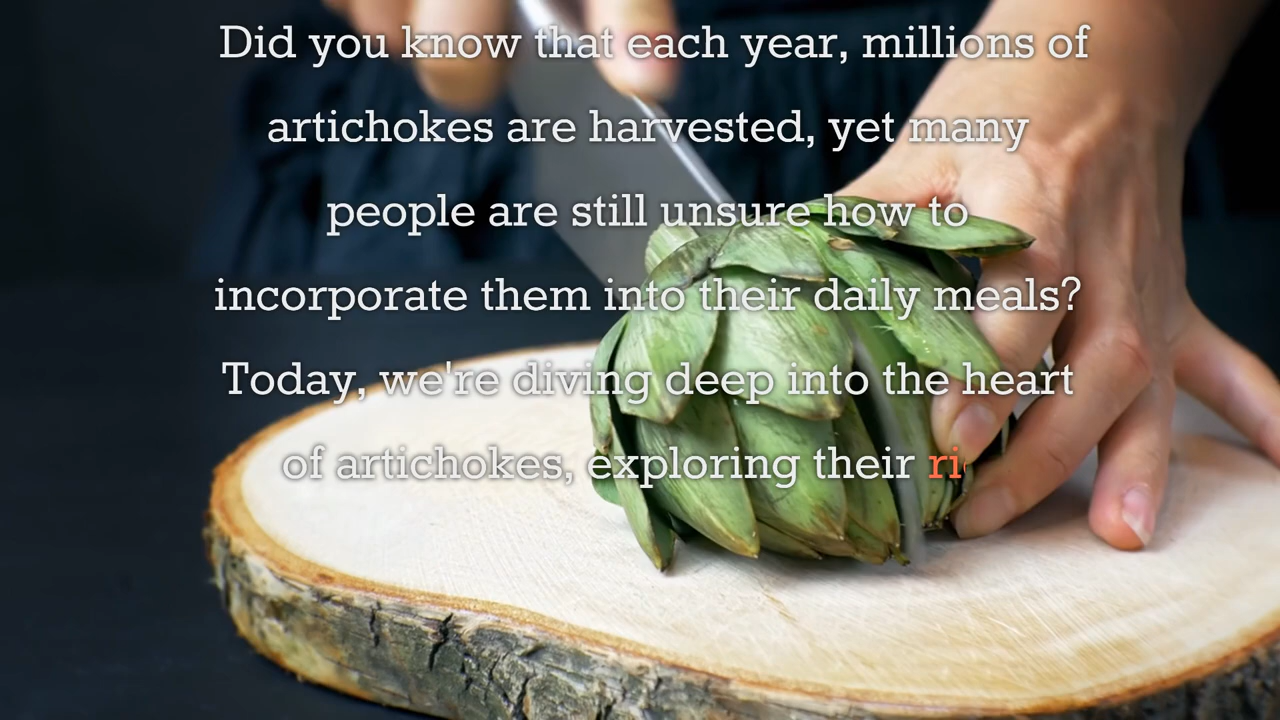 Did you know that each year, millions of
artichokes are harvested, yet many
people are still unsure how to
incorporate them into their daily meals?
Today, we're diving deep into the heart
of artichokes, exploring their ri